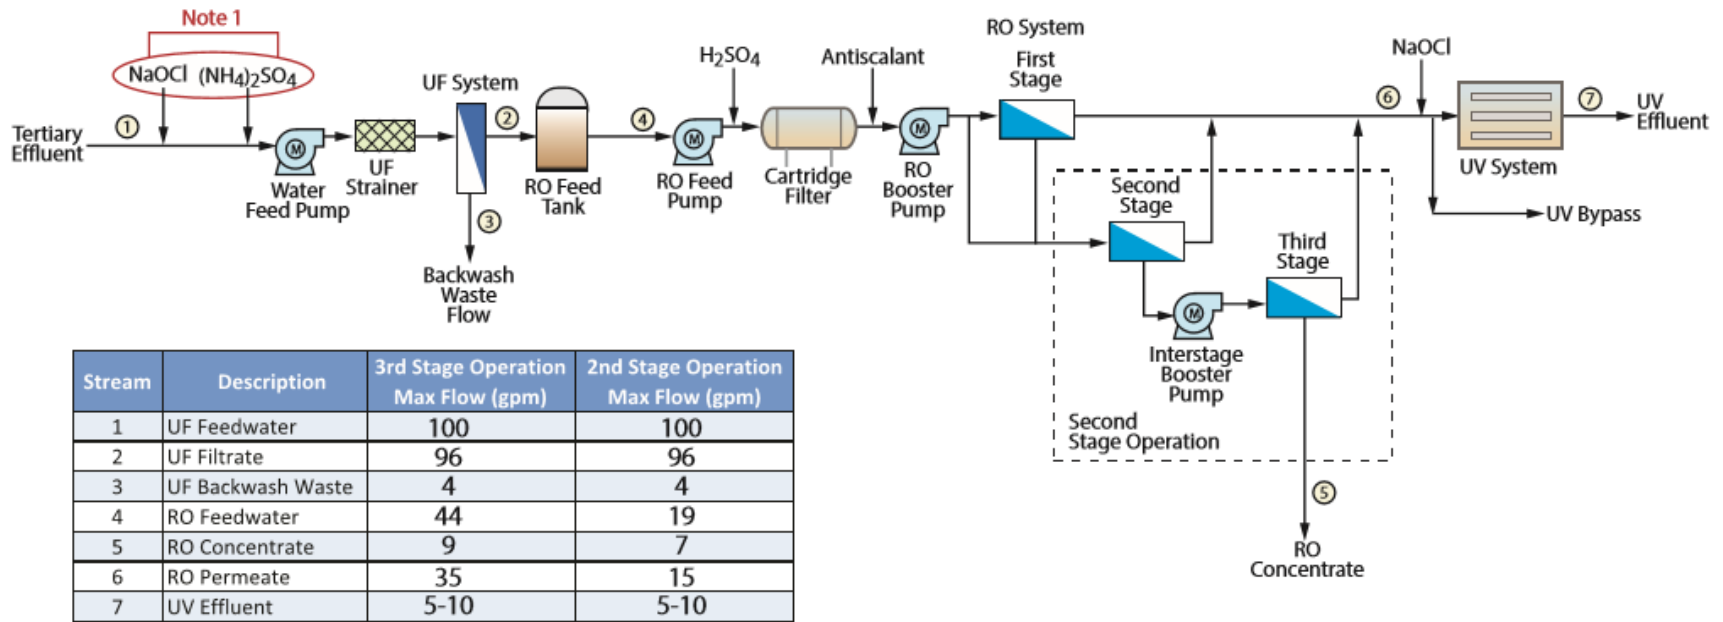 Note 1
NaOCl (NH4)2SO4
Tertiary
Effluent
1
Water
Feed Pump
M
UF
Strainer
UF System
2
3
Backwash
Waste
Flow
RO Feed
Tank
4
M
RO Feed
Pump
H2SO4
Cartridge
Filter
Antiscalant
M
RO
Booster
Pump
RO System
First
Stage
Second
Stage
M
Interstage
Booster
Pump
Third
Stage
Second
Stage Operation
5
RO
Concentrate
6
NaOCl
UV System
7
UV
Effluent
UV Bypass
Stream Description 3rd Stage Operation Max Flow (gpm) 2nd Stage Operation Max Flow (gpm)
1 UF Feedwater 100 100
2 UF Filtrate 96 96
3 UF Backwash Waste 4 4
4 RO Feedwater 44 19
5 RO Concentrate 9 7
6 RO Permeate 35 15
7 UV Effluent 5-10 5-10